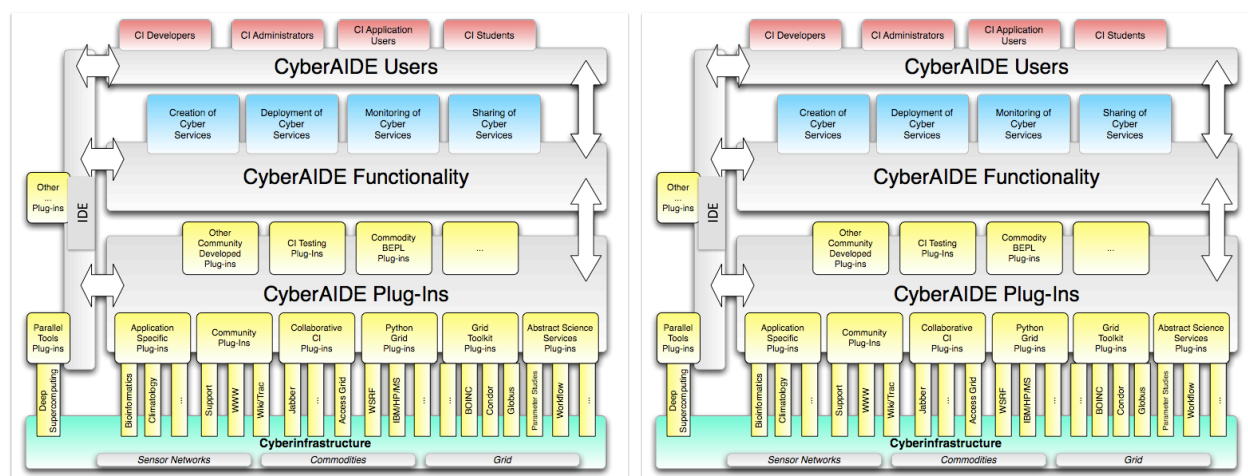 CI Developers
CI Administrators
CI Application
Users
CI Students
CyberAIDE Users
Creation of
Cyber
Services
Deployment of
Cyber
Services
Monitoring of
Cyber
Services
Sharing of
Cyber
Services
CyberAIDE Functionality
Other
...
Plug-ins
IDE
Other
Community
Developed
Plug-ins
CI Testing
Plug-Ins
Commodity
BEPL
Plug-ins
...
CyberAIDE Plug-Ins
Parallel
Tools
Plug-ins
Application
Specific
Plug-ins
Community
Plug-Ins
Collaborative
CI
Plug-ins
Python
Grid
Plug-ins
Grid
Toolkit
Plug-ins
Abstract Science
Services
Plug-ins
Deep
Supercomputing
Bioinformatics
Climatology
...
Support
WWW
Wiki/Trac
Jabber
...
Access Grid
WSRF
IBM/HP/MS
...
BOINC
Condor
Globus
Parameter Studies
Workflow
...
Cyberinfrastructure
Sensor Networks
Commodities
Grid
CI Developers
CI Administrators
CI Application
Users
CI Students
CyberAIDE Users
Creation of
Cyber
Services
Deployment of
Cyber
Services
Monitoring of
Cyber
Services
Sharing of
Cyber
Services
CyberAIDE Functionality
Other
...
Plug-ins
IDE
Other
Community
Developed
Plug-ins
CI Testing
Plug-Ins
Commodity
BEPL
Plug-ins
...
CyberAIDE Plug-Ins
Parallel
Tools
Plug-ins
Application
Specific
Plug-ins
Community
Plug-Ins
Collaborative
CI
Plug-ins
Python
Grid
Plug-ins
Grid
Toolkit
Plug-ins
Abstract Science
Services
Plug-ins
Deep
Supercomputing
Bioinformatics
Climatology
...
Support
WWW
Wiki/Trac
Jabber
...
Access Grid
WSRF
IBM/HP/MS
...
BOINC
Condor
Globus
Parameter Studies
Workflow
...
Cyberinfrastructure
Sensor Networks
Commodities
Grid